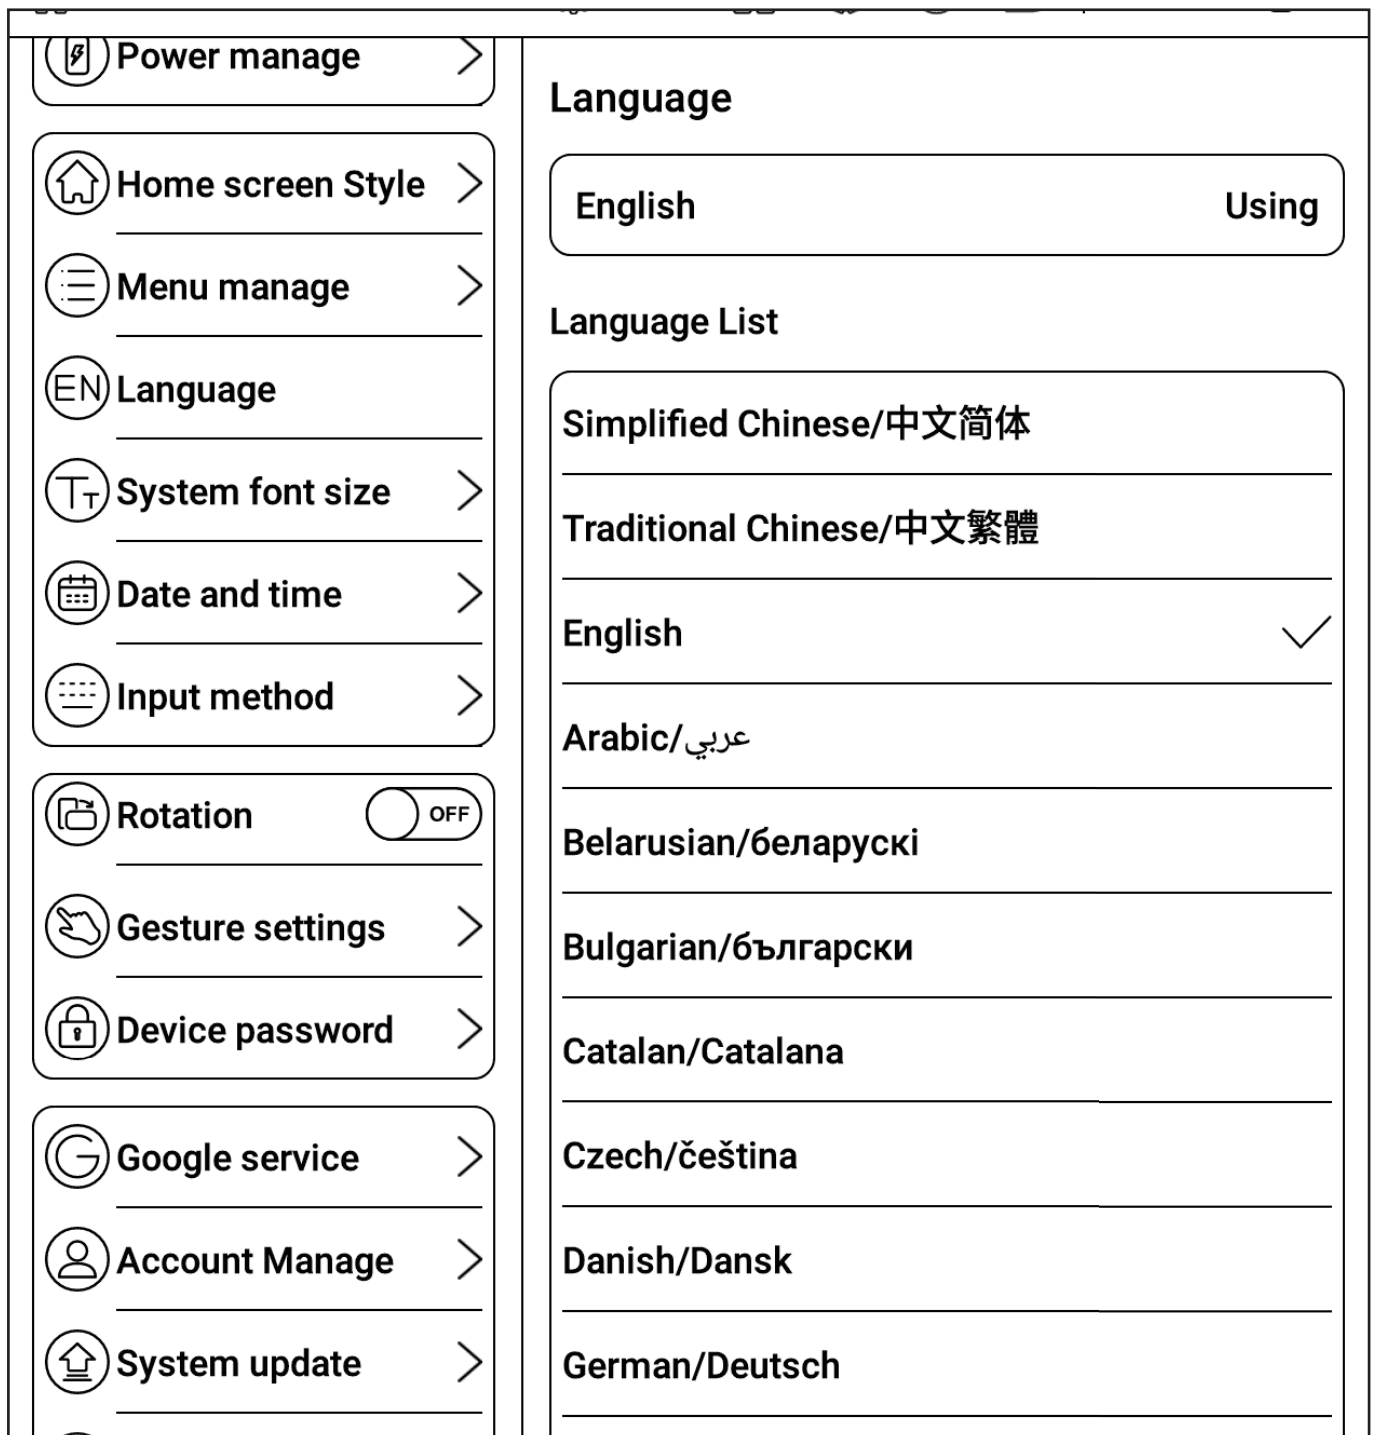 Power manage
Home screen Style
Menu manage
EN Language
TT System font size
Date and time
Input method
Rotation OFF
Gesture settings
Device password
G Google service
Account Manage
System update
Language
English Using
Language List
Simplified Chinese/中文简体
Traditional Chinese/中文繁體
English
Arabic/عربي
Belarusian/беларускі
Bulgarian/български
Catalan/Catalana
Czech/čeština
Danish/Dansk
German/Deutsch